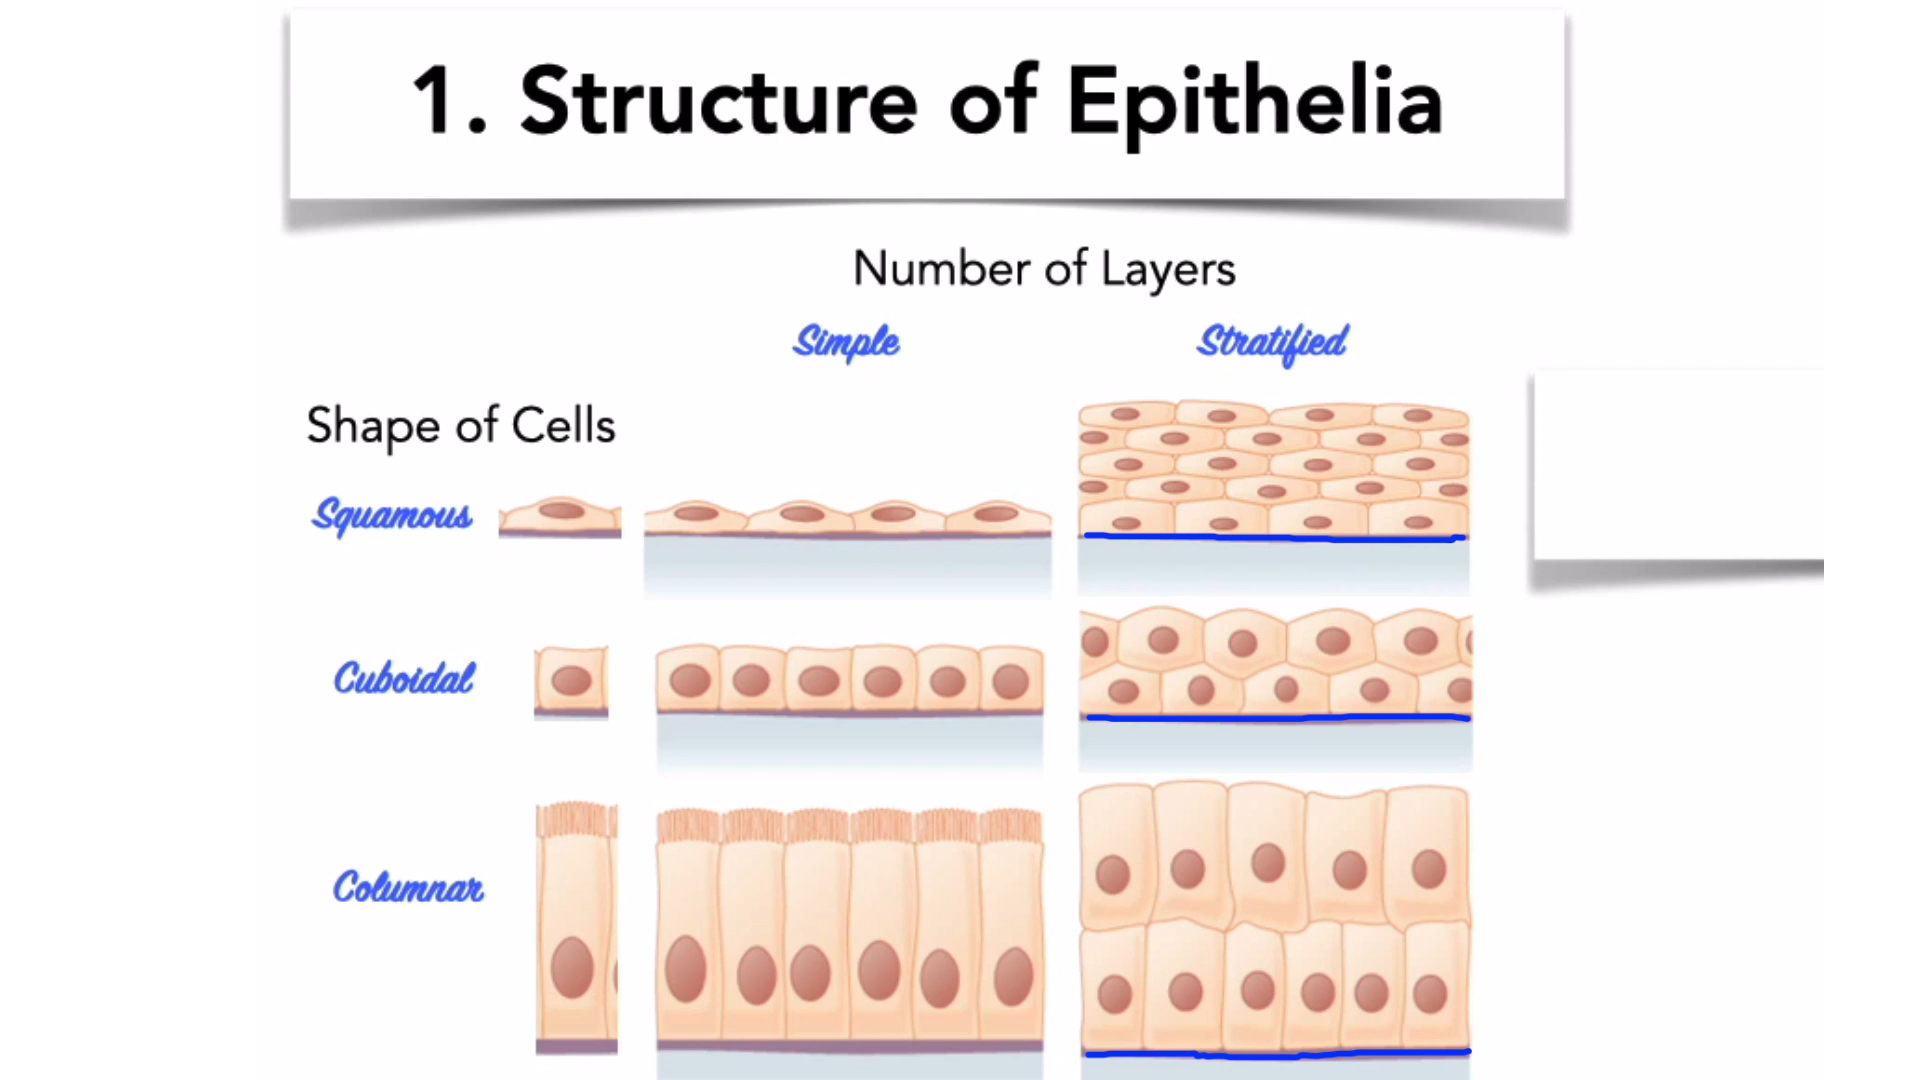 1. Structure of Epithelia
Number of Layers
Simple
Stratified
Shape of Cells
Squamous
Cuboidal
Columnar